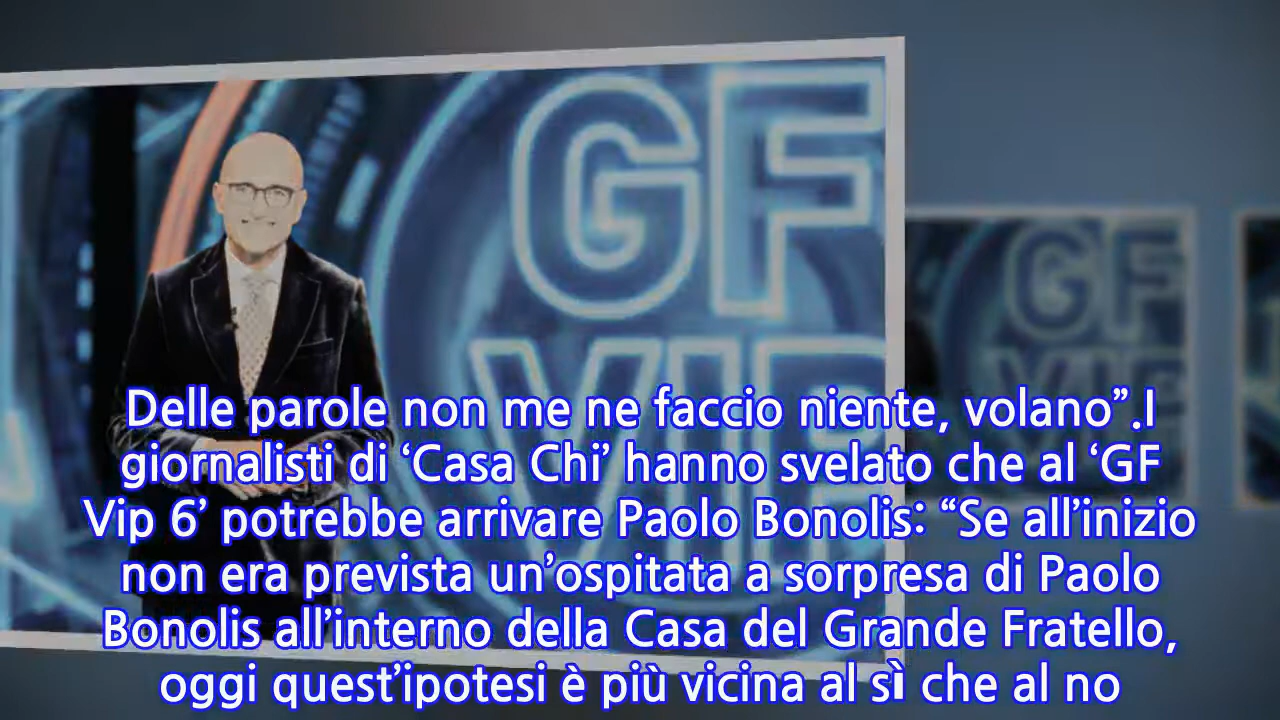 GF
VIP
GF
VIP
Delle parole non me ne faccio niente, volano”.I
giornalisti di ‘Casa Chi’ hanno svelato che al ‘GF
Vip 6’ potrebbe arrivare Paolo Bonolis: “Se all’inizio
non era prevista un’ospitata a sorpresa di Paolo
Bonolis all’interno della Casa del Grande Fratello,
oggi quest’ipotesi è più vicina al sì che al no